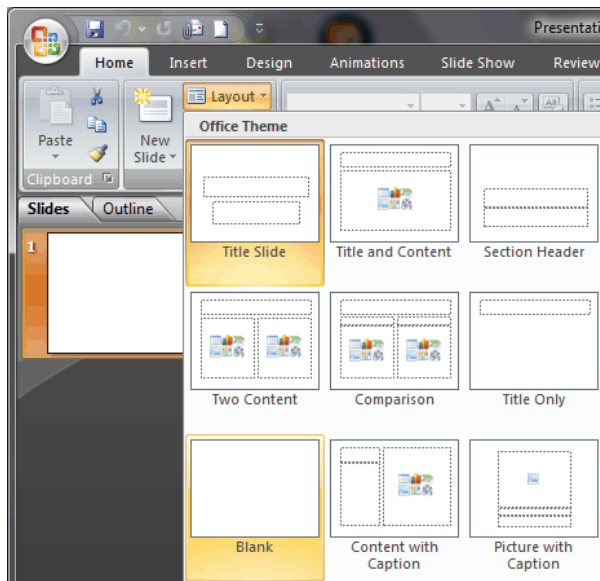 Presentati
Home Insert Design Animations Slide Show Review
Layout
Paste
New
Slide
Clipboard
Office Theme
Slides Outline
1
Title Slide Title and Content Section Header
Two Content Comparison Title Only
Blank Content with Caption Picture with Caption